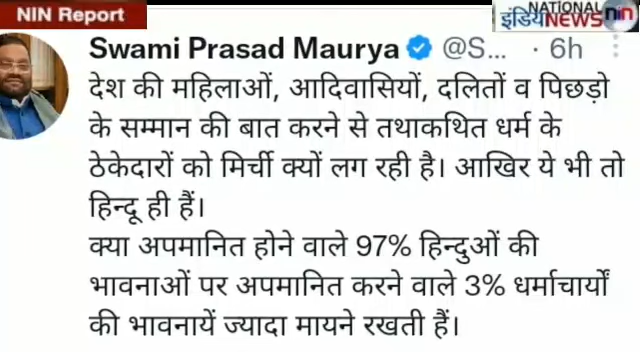 NIN Report
NATIONAL
इंडिया NEWS nin
Swami Prasad Maurya @S... · 6h
देश की महिलाओं, आदिवासियों, दलितों व पिछड़ो
के सम्मान की बात करने से तथाकथित धर्म के
ठेकेदारों को मिर्ची क्यों लग रही है। आखिर ये भी तो
हिन्दू ही हैं।
क्या अपमानित होने वाले 97% हिन्दुओं की
भावनाओं पर अपमानित करने वाले 3% धर्माचार्यों
की भावनायें ज्यादा मायने रखती हैं।